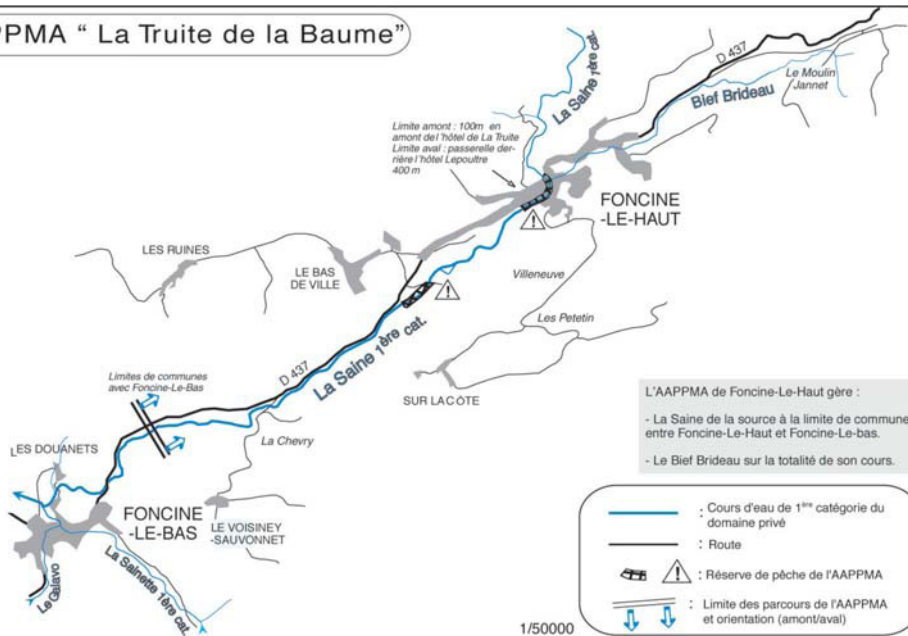 PPMA “ La Truite de la Baume”
D 437
Le Moulin
Jannet
Bief Brideau
La Saine 1ère cat.
Limite amont : 100m en
amont del'hôtel de La Truite
Limite aval : passerelle der-
rière l'hôtel Lepoultre
400 m
FONCINE
-LE-HAUT
LES RUINES
LE BAS
DE VILLE
Villeneuve
Les Petetin
La Saine 1ère cat.
D 437
SUR LA CÔTE
Limites de communes
avec Foncine-Le-Bas
La Chevry
LES DOUANETS
FONCINE
-LE-BAS
LE VOISINEY
-SAUVONNET
La Sainette 1ère cat.
Le Galavo
L'AAPPMA de Foncine-Le-Haut gère :
- La Saine de la source à la limite de commune
entre Foncine-Le-Haut et Foncine-Le-bas.
- Le Bief Brideau sur la totalité de son cours.
: Cours d'eau de 1ère catégorie du
domaine privé
: Route
: Réserve de pêche de l'AAPPMA
: Limite des parcours de l'AAPPMA
et orientation (amont/aval)
1/50000